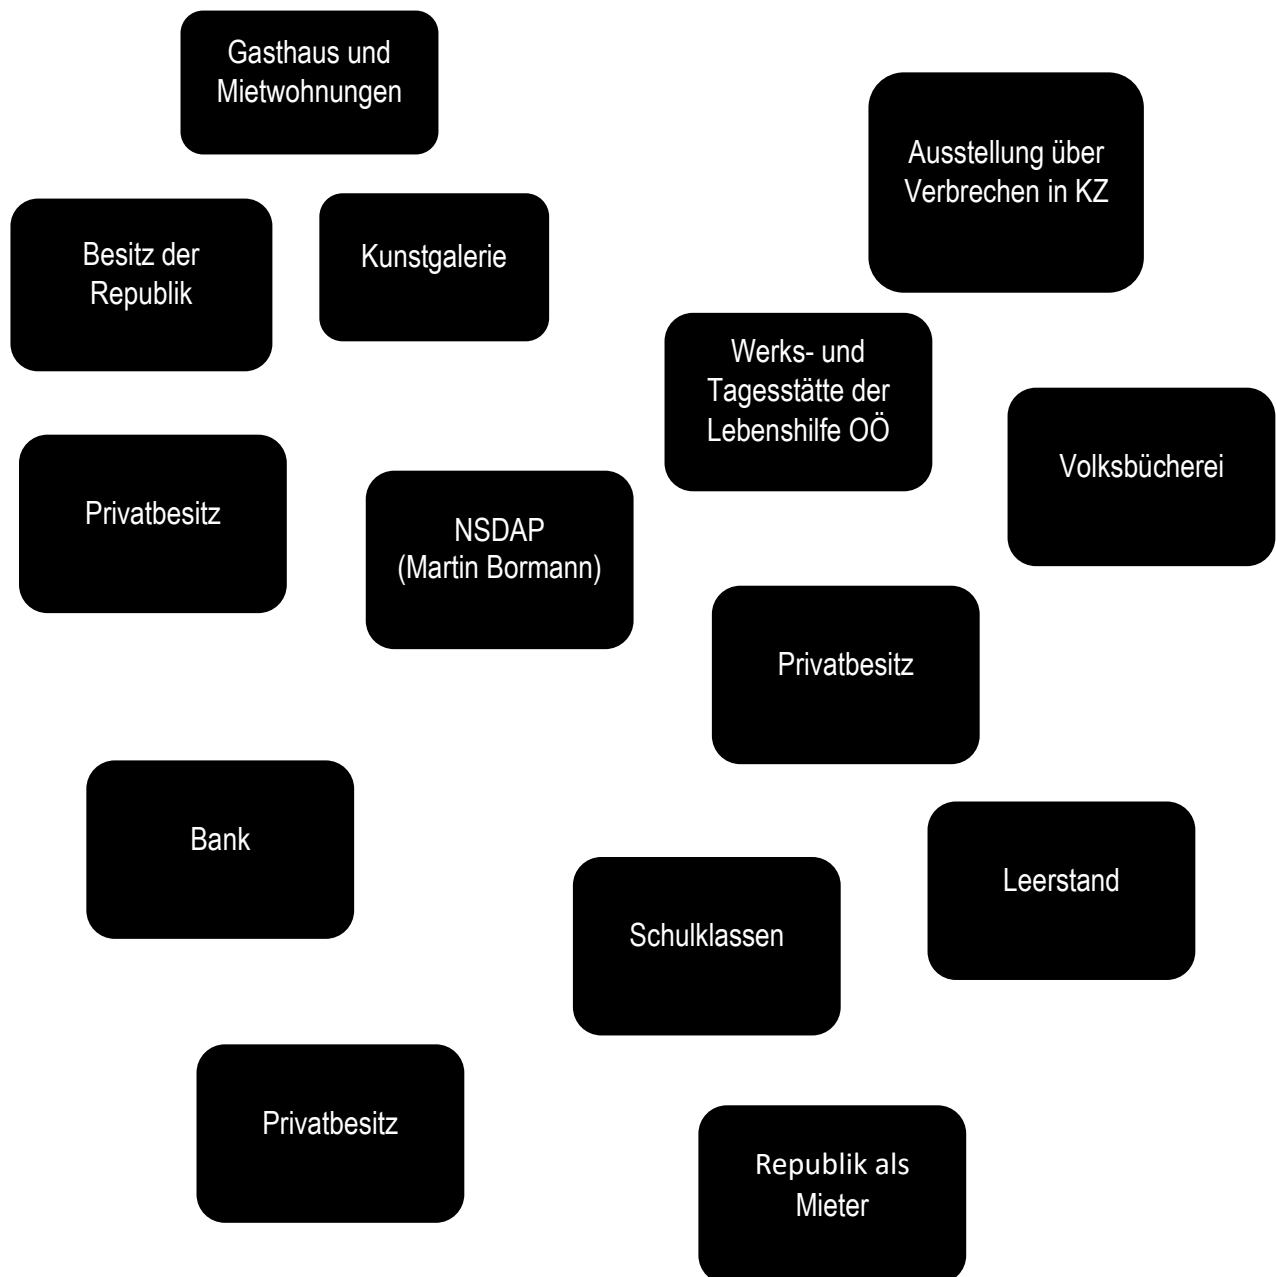 Gasthaus und
Mietwohnungen
Ausstellung über
Verbrechen in KZ
Besitz der
Republik
Kunstgalerie
Werks- und
Tagesstätte der
Lebenshilfe OÖ
Volksbücherei
Privatbesitz
NSDAP
(Martin Bormann)
Privatbesitz
Bank
Leerstand
Schulklassen
Privatbesitz
Republik als
Mieter